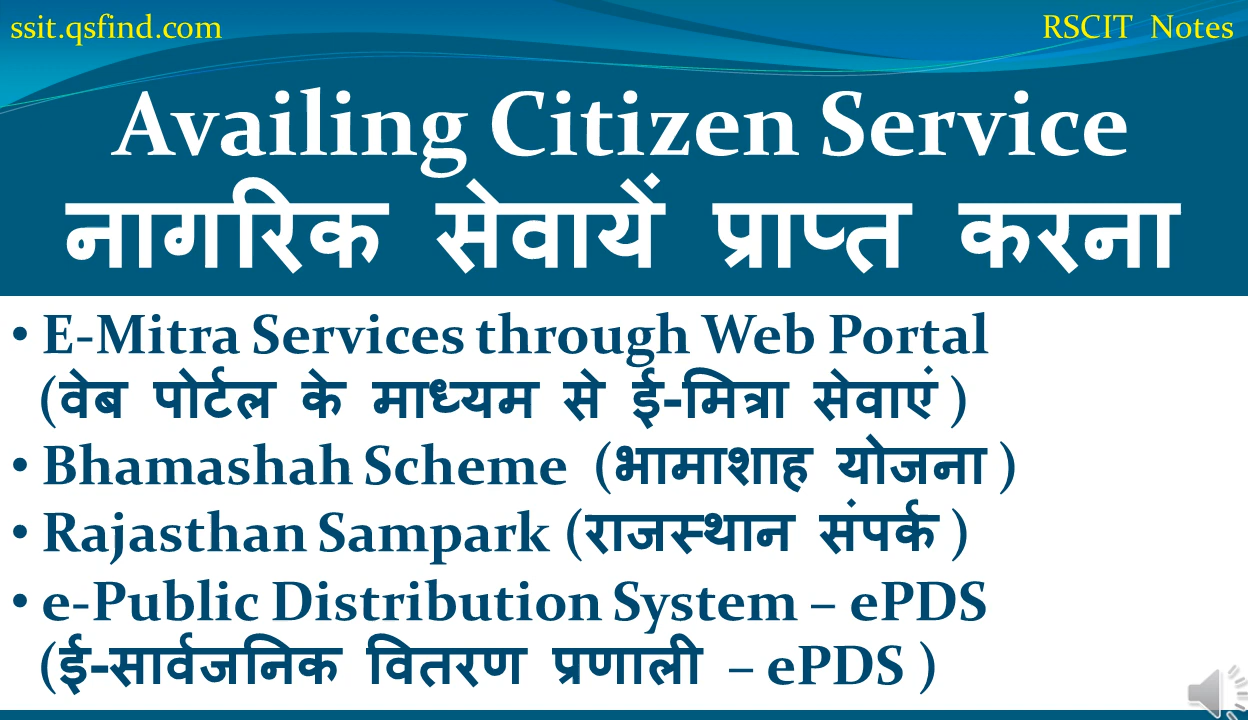 ssit.qsfind.com
RSCIT Notes
Availing Citizen Service
नागरिक सेवायें प्राप्त करना
• E-Mitra Services through Web Portal
(वेब पोर्टल के माध्यम से ई-मित्रा सेवाएं )
• Bhamashah Scheme (भामाशाह योजना )
• Rajasthan Sampark (राजस्थान संपर्क )
• e-Public Distribution System – ePDS
(ई-सार्वजनिक वितरण प्रणाली – ePDS )